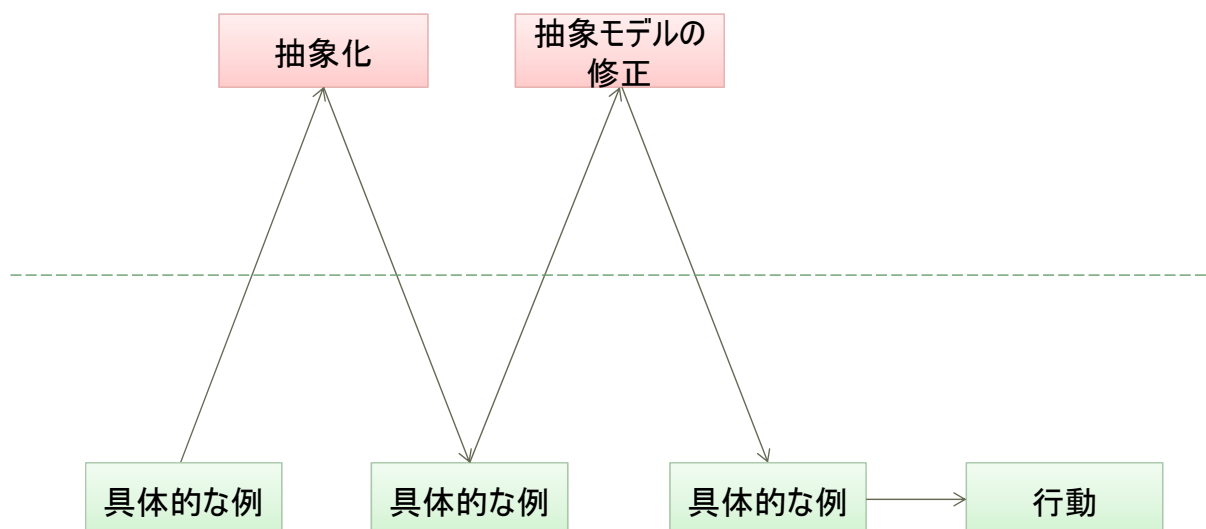 抽象化
抽象モデルの
修正
具体的な例
具体的な例
具体的な例
行動